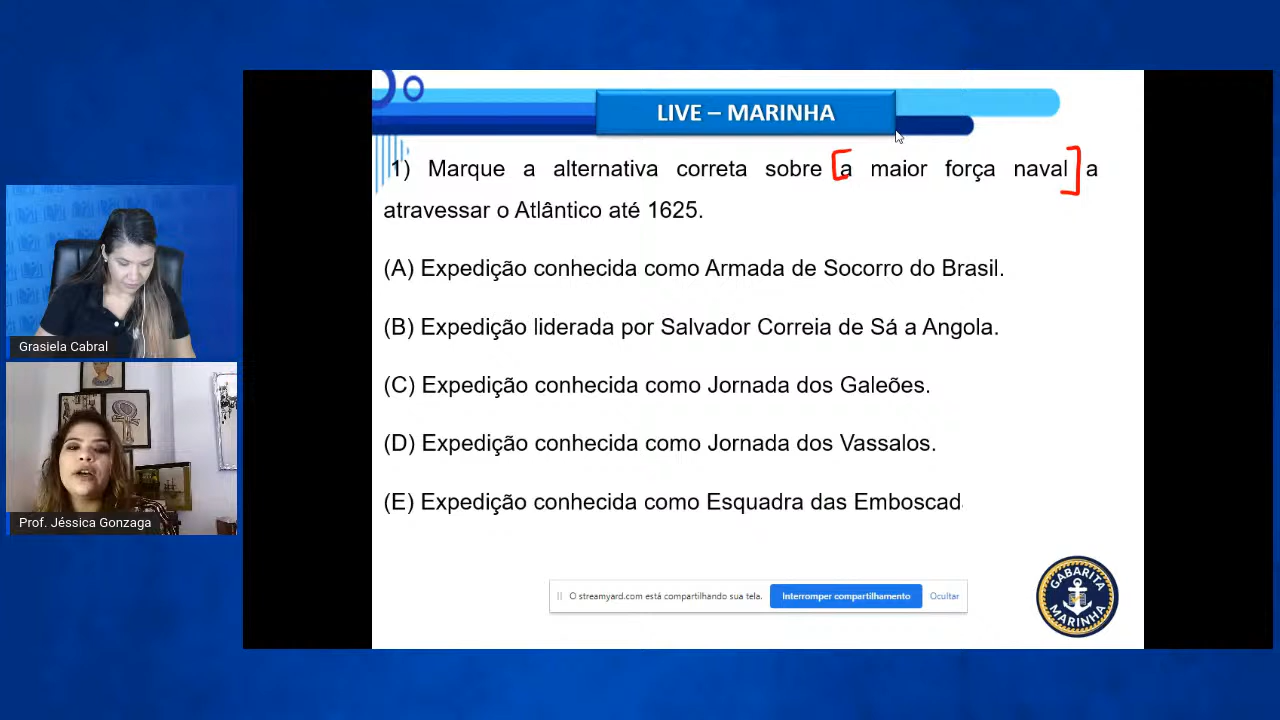 LIVE – MARINHA
1) Marque a alternativa correta sobre a maior força naval a
atravessar o Atlântico até 1625.
(A) Expedição conhecida como Armada de Socorro do Brasil.
(B) Expedição liderada por Salvador Correia de Sá a Angola.
(C) Expedição conhecida como Jornada dos Galeões.
(D) Expedição conhecida como Jornada dos Vassalos.
(E) Expedição conhecida como Esquadra das Emboscad
Grasiela Cabral
Prof. Jéssica Gonzaga
O streamyard.com está compartilhando sua tela. Interromper compartilhamento Ocultar
GABARITA
MARINHA